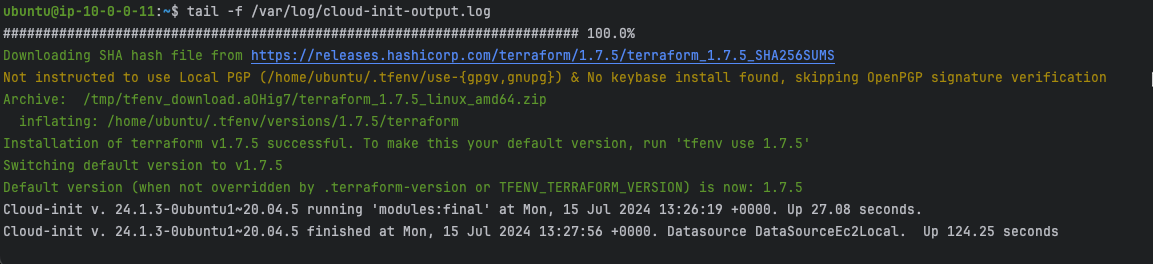 ubuntu@ip-10-0-0-11:~$ tail -f /var/log/cloud-init-output.log
######################################################################## 100.0%
Downloading SHA hash file from https://releases.hashicorp.com/terraform/1.7.5/terraform_1.7.5_SHA256SUMS
Not instructed to use Local PGP (/home/ubuntu/.tfenv/use-{gpgv,gnupg}) & No keybase install found, skipping OpenPGP signature verification
Archive:  /tmp/tfenv_download.aOHig7/terraform_1.7.5_linux_amd64.zip
  inflating: /home/ubuntu/.tfenv/versions/1.7.5/terraform
Installation of terraform v1.7.5 successful. To make this your default version, run 'tfenv use 1.7.5'
Switching default version to v1.7.5
Default version (when not overridden by .terraform-version or TFENV_TERRAFORM_VERSION) is now: 1.7.5
Cloud-init v. 24.1.3-0ubuntu1~20.04.5 running 'modules:final' at Mon, 15 Jul 2024 13:26:19 +0000. Up 27.08 seconds.
Cloud-init v. 24.1.3-0ubuntu1~20.04.5 finished at Mon, 15 Jul 2024 13:27:56 +0000. Datasource DataSourceEc2Local.  Up 124.25 seconds